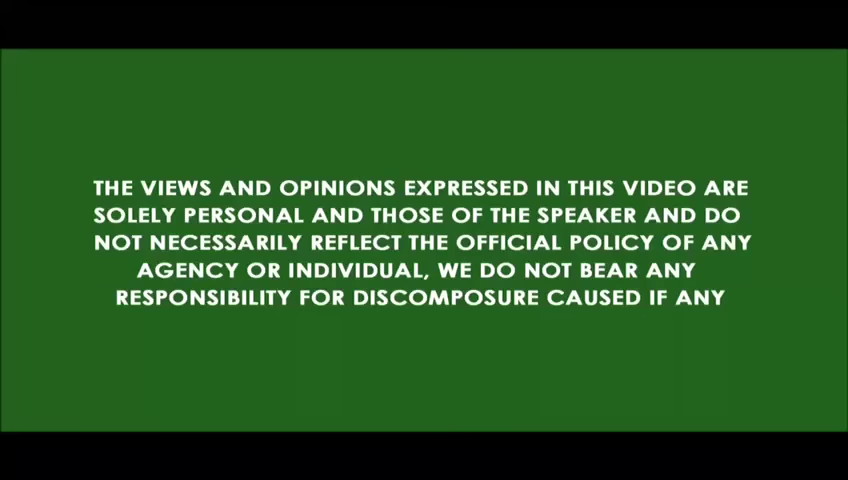 THE VIEWS AND OPINIONS EXPRESSED IN THIS VIDEO ARE
SOLELY PERSONAL AND THOSE OF THE SPEAKER AND DO
NOT NECESSARILY REFLECT THE OFFICIAL POLICY OF ANY
AGENCY OR INDIVIDUAL, WE DO NOT BEAR ANY
RESPONSIBILITY FOR DISCOMPOSURE CAUSED IF ANY